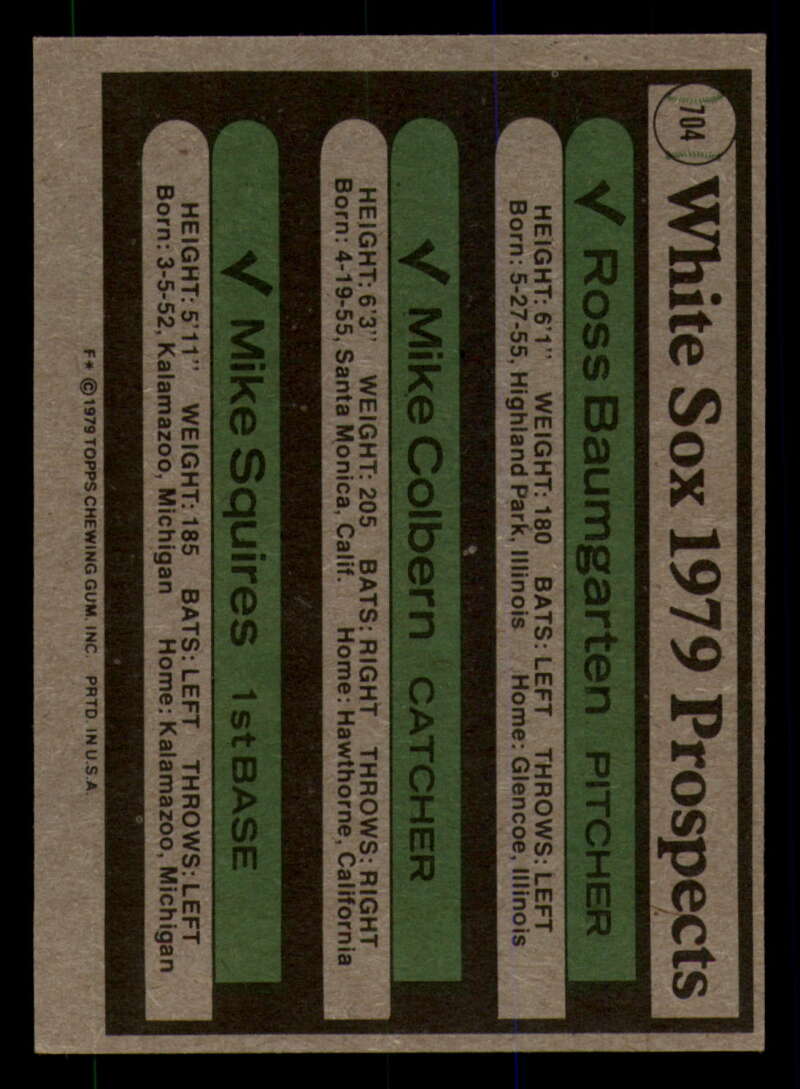 704
White Sox 1979 Prospects
✓ Ross Baumgarten PITCHER
HEIGHT: 6'1" WEIGHT: 180 BATS: LEFT THROWS: LEFT
Born: 5-27-55, Highland Park, Illinois Home: Glencoe, Illinois
✓ Mike Colbern CATCHER
HEIGHT: 6'3" WEIGHT: 205 BATS: RIGHT THROWS: RIGHT
Born: 4-19-55, Santa Monica, Calif. Home: Hawthorne, California
✓ Mike Squires 1st BASE
HEIGHT: 5'11" WEIGHT: 185 BATS: LEFT THROWS: LEFT
Born: 3-5-52, Kalamazoo, Michigan Home: Kalamazoo, Michigan
F* © 1979 TOPPS CHEWING GUM, INC. PRTD. IN U.S.A.